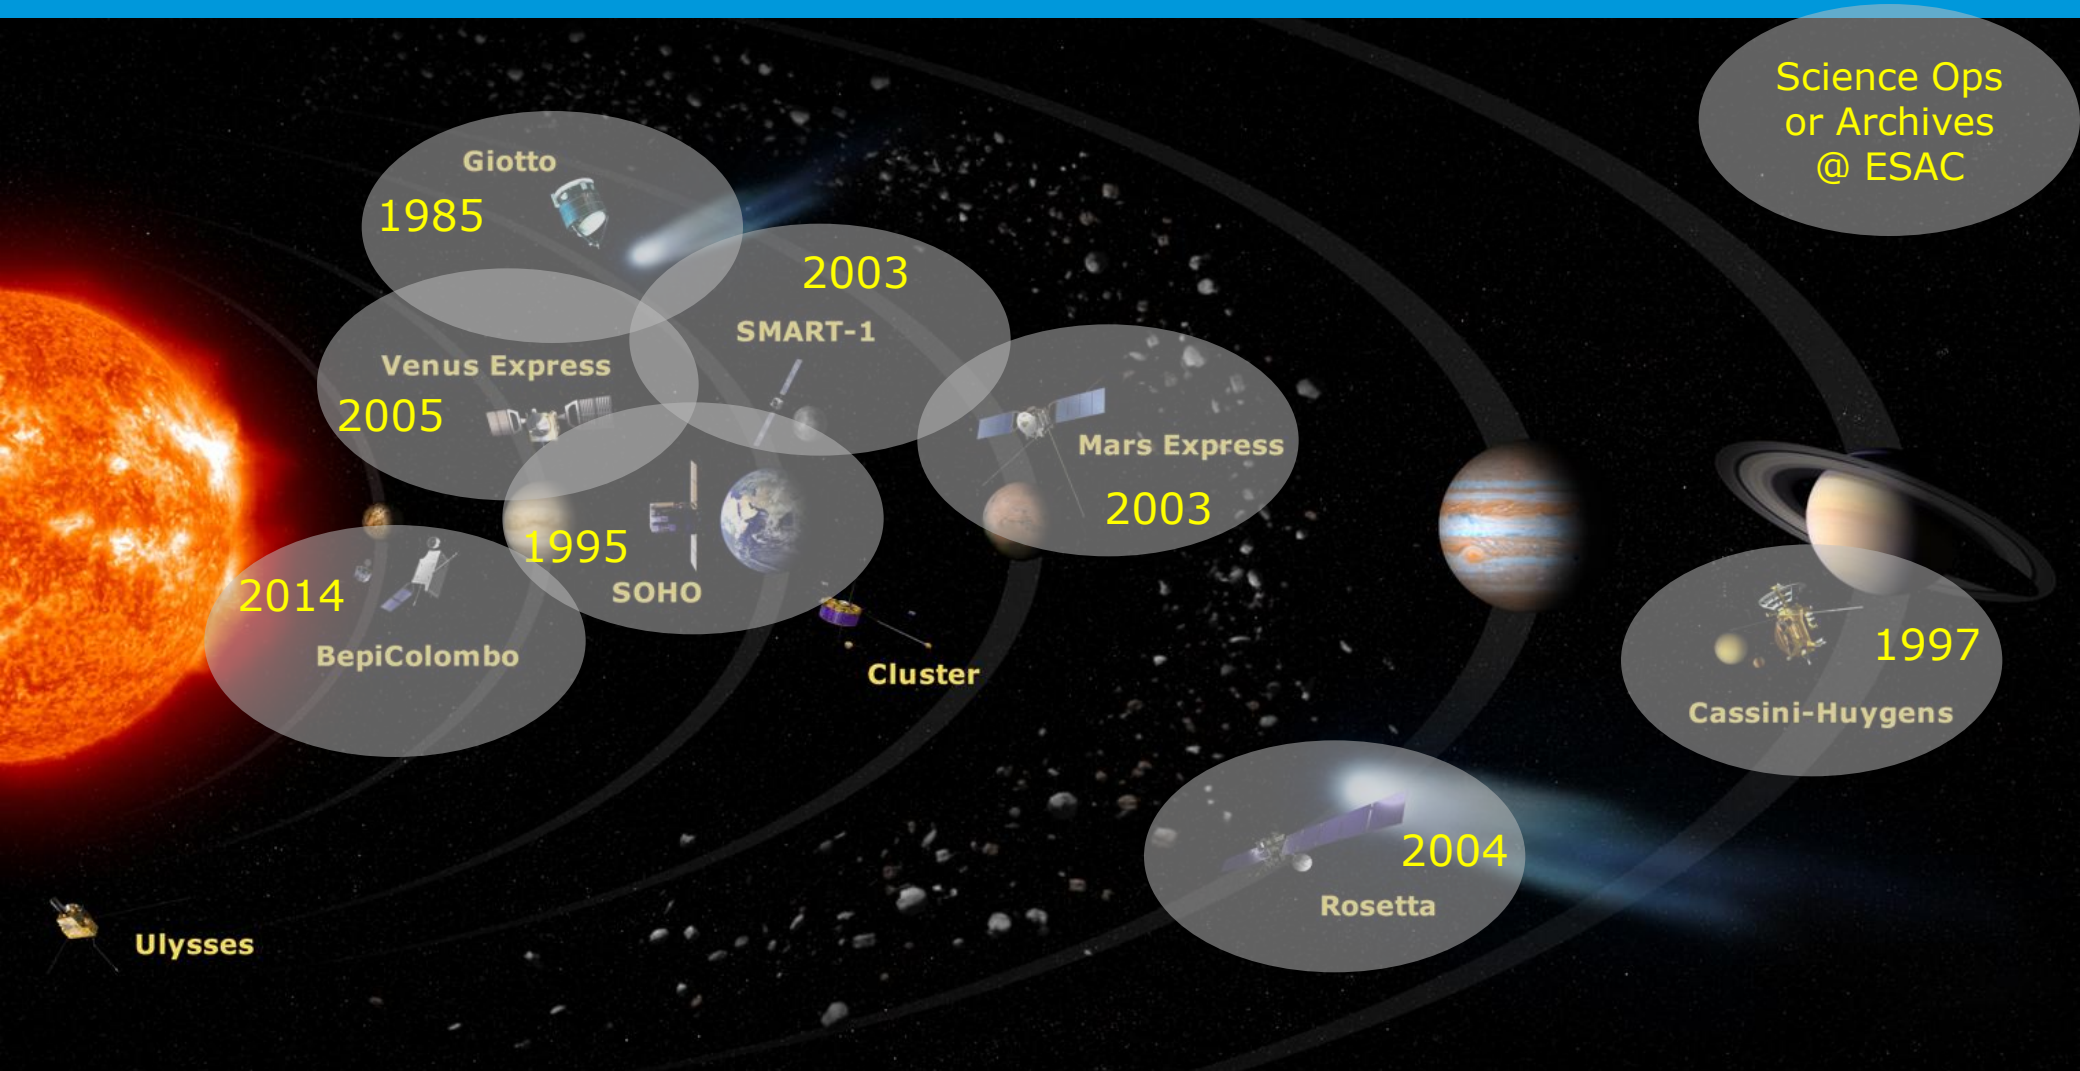 Science Ops
or Archives
@ ESAC
Giotto
1985
2003
SMART-1
Venus Express
2005
Mars Express
2003
1995
SOHO
2014
BepiColombo
Cluster
1997
Cassini-Huygens
2004
Rosetta
Ulysses